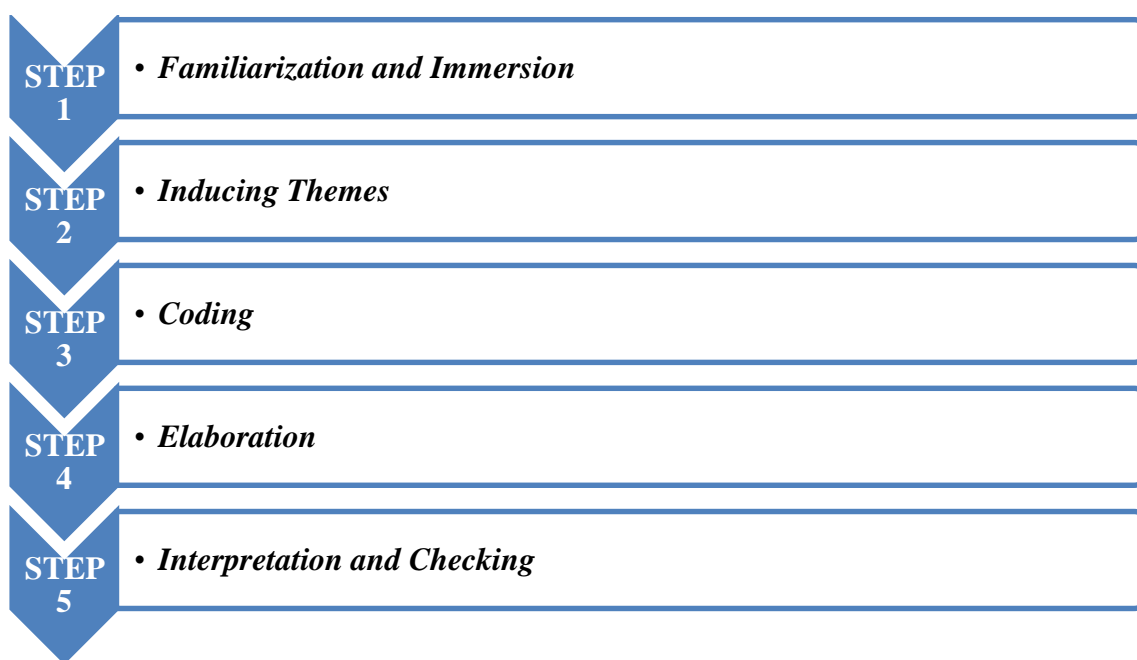 STEP
1
• Familiarization and Immersion
STEP
2
• Inducing Themes
STEP
3
• Coding
STEP
4
• Elaboration
STEP
5
• Interpretation and Checking